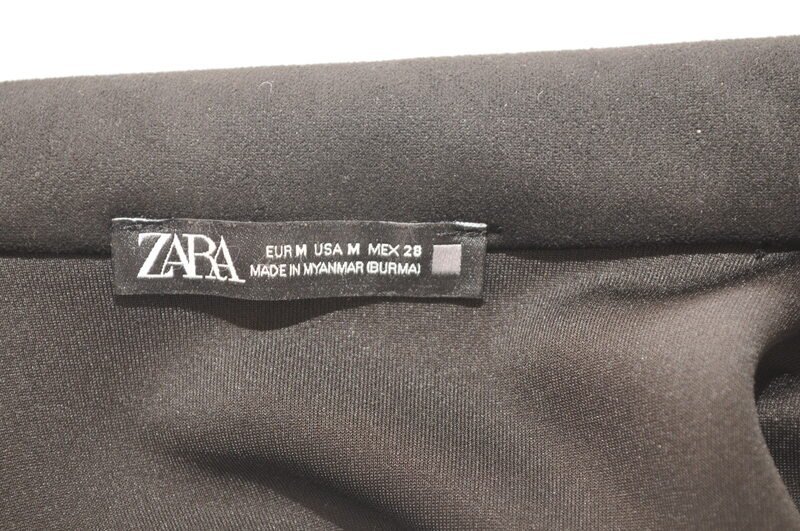 ZARA
EUR M USA M MEX 28
MADE IN MYANMAR (BURMA)